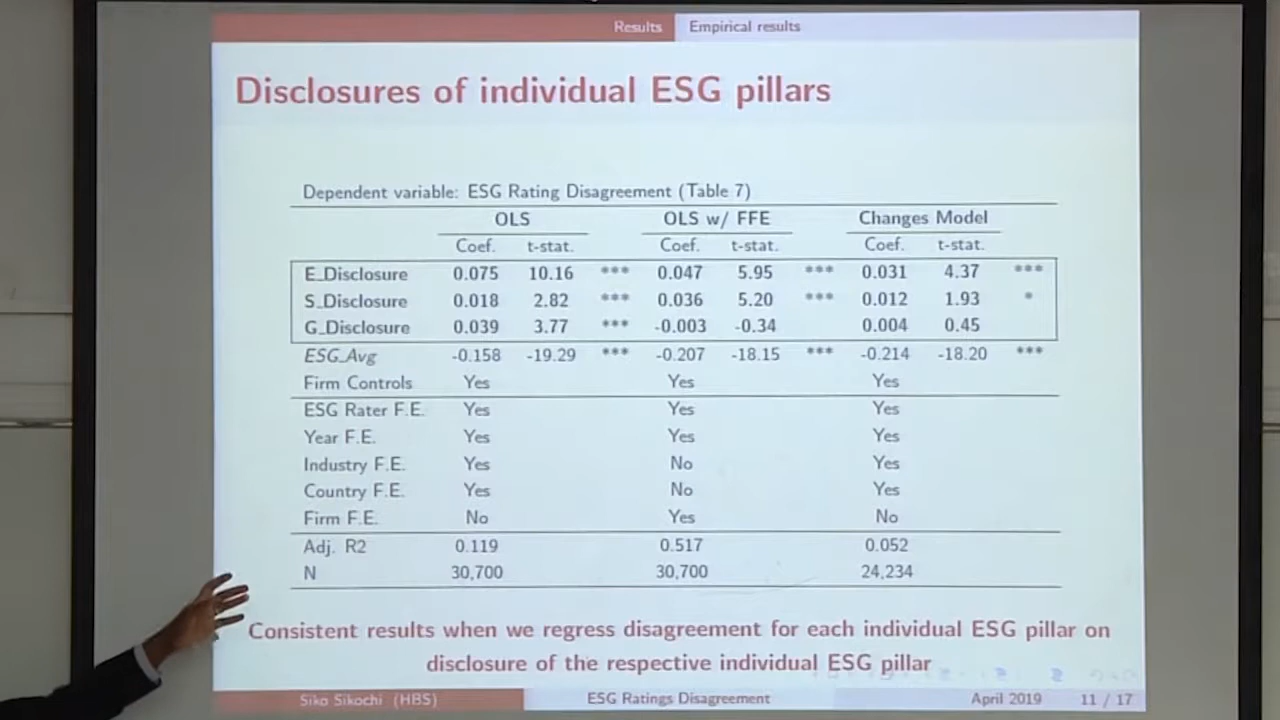 Results Empirical results
Disclosures of individual ESG pillars
Dependent variable: ESG Rating Disagreement (Table 7)
OLS OLS w/ FFE Changes Model
Coef. t-stat. Coef. t-stat. Coef. t-stat.
E_Disclosure 0.075 10.16 *** 0.047 5.95 *** 0.031 4.37 ***
S_Disclosure 0.018 2.82 *** 0.036 5.20 *** 0.012 1.93 *
G_Disclosure 0.039 3.77 *** -0.003 -0.34 0.004 0.45
ESG_Avg -0.158 -19.29 *** -0.207 -18.15 *** -0.214 -18.20 ***
Firm Controls Yes Yes Yes
ESG Rater F.E. Yes Yes Yes
Year F.E. Yes Yes Yes
Industry F.E. Yes No Yes
Country F.E. Yes No Yes
Firm F.E. No Yes No
Adj. R2 0.119 0.517 0.052
N 30,700 30,700 24,234
Consistent results when we regress disagreement for each individual ESG pillar on
disclosure of the respective individual ESG pillar
Siko Sikochi (HBS) ESG Ratings Disagreement April 2019 11 / 17